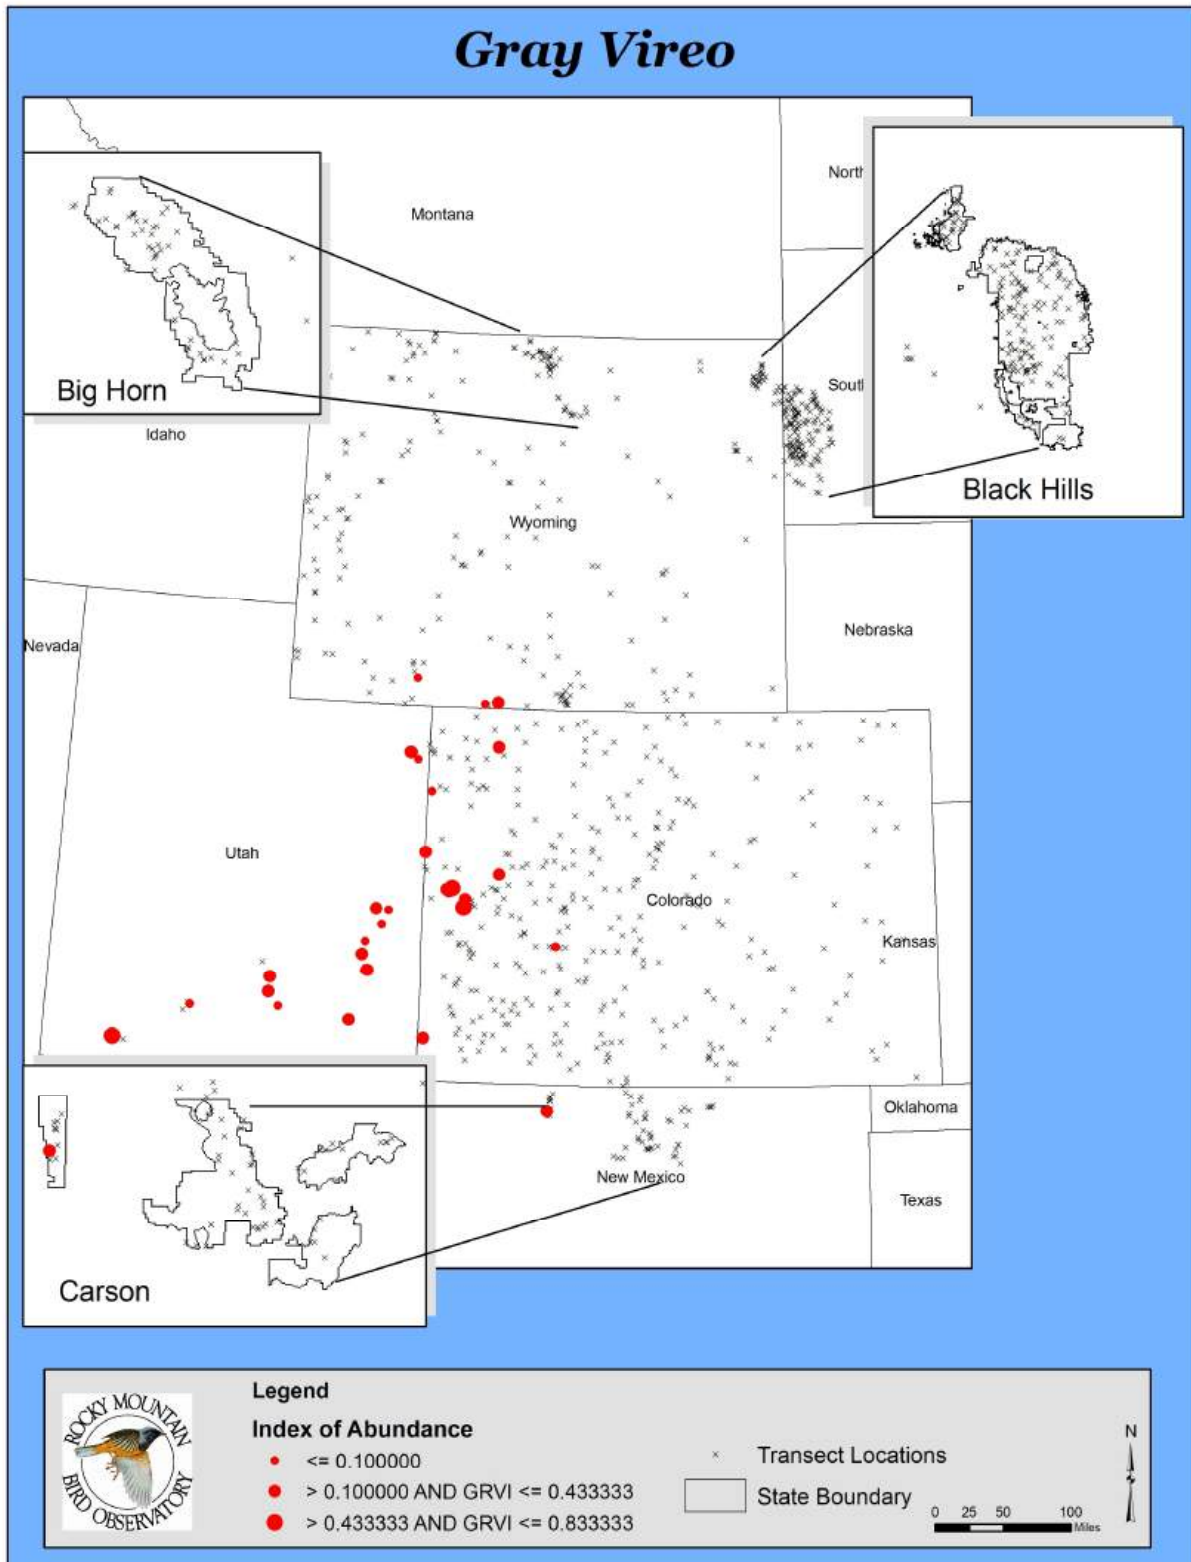 Gray Vireo
Montana
North
Big Horn
Idaho
South
Black Hills
Wyoming
Nevada
Nebraska
Utah
Colorado
Kansas
Oklahoma
New Mexico
Texas
Carson
Legend
Index of Abundance
<= 0.100000
> 0.100000 AND GRVI <= 0.433333
> 0.433333 AND GRVI <= 0.833333
Transect Locations
State Boundary
N
0 25 50 100
Miles
ROCKY MOUNTAIN
BIRD OBSERVATORY